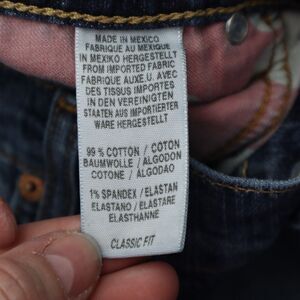 MADE IN MEXICO
FABRIQUE AU MEXIQUE
IN MEXIKO HERGESTELLT
FROM IMPORTED FABRIC
FABRIQUE AUX E.U. AVEC
DES TISSUS IMPORTES
IN DEN VEREINIGTEN
STAATEN AUS IMPORTIERTER
WARE HERGESTELLT
99% COTTON / COTON
BAUMWOLLE / ALGODON
COTONE / ALGODAO
1% SPANDEX / ELASTAN
ELASTANO / ELASTARE
ELASTHANNE
CLASSIC FIT